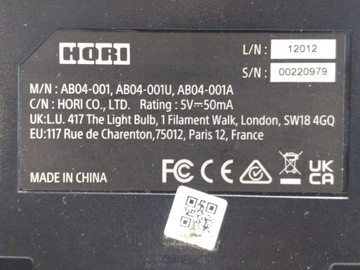 HORI
L/N : 12012
S/N : 00220979
M/N : AB04-001, AB04-001U, AB04-001A
C/N : HORI CO., LTD. Rating : 5V⎓50mA
UK:L.U. 417 The Light Bulb, 1 Filament Walk, London, SW18 4GQ
EU:117 Rue de Charenton,75012, Paris 12, France
MADE IN CHINA
FC CE UK CA